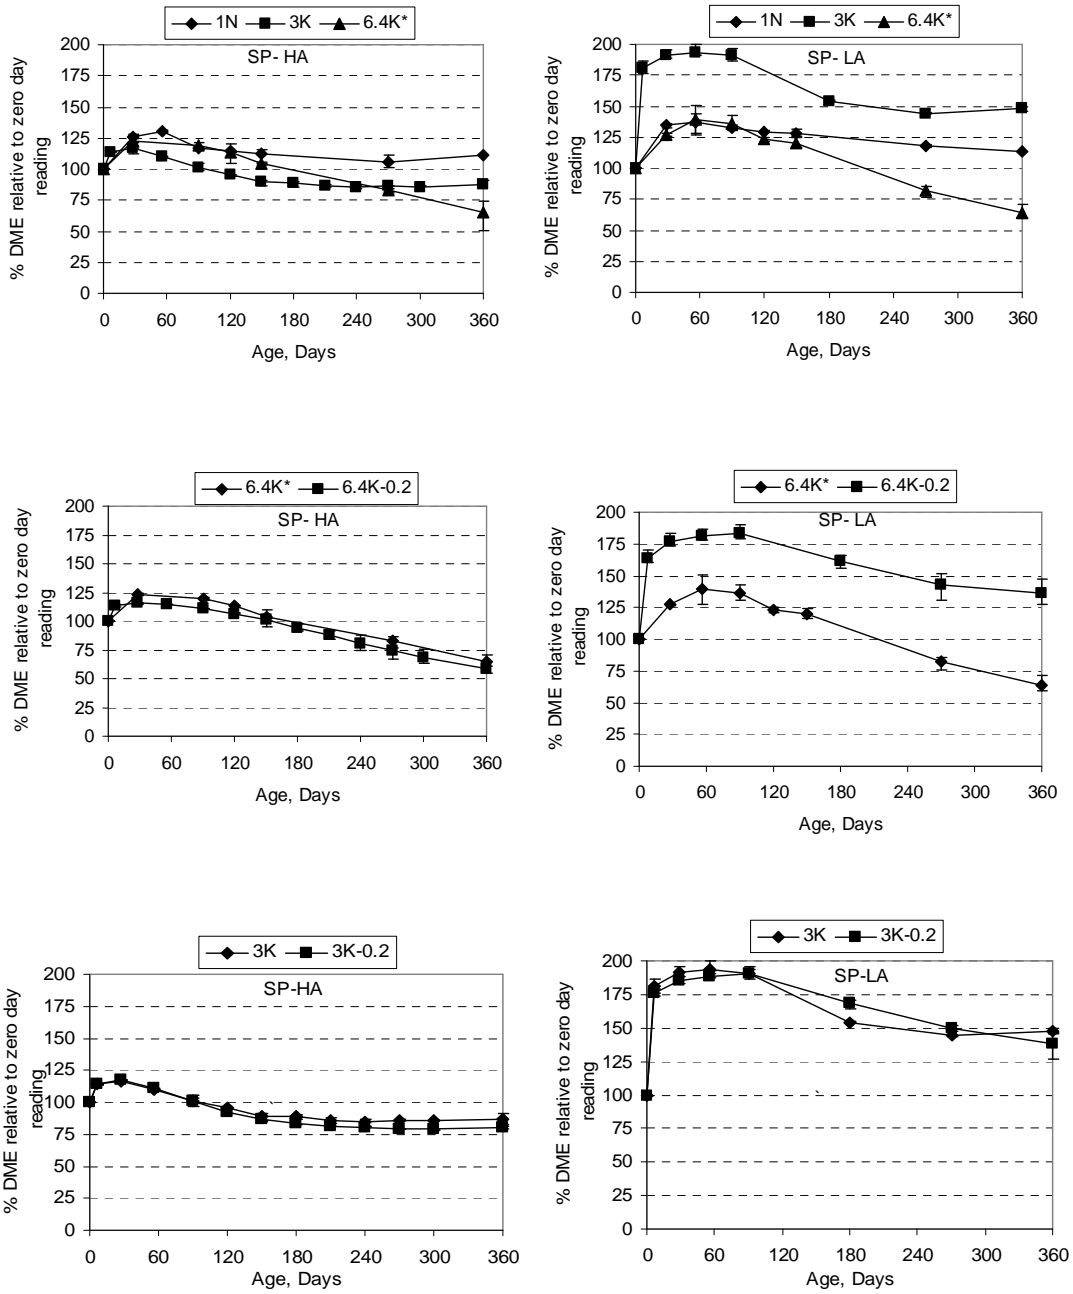 1N 3K 6.4K*
SP- HA
% DME relative to zero day
reading
200
175
150
125
100
75
50
25
0
0 60 120 180 240 300 360
Age, Days
1N 3K 6.4K*
SP- LA
% DME relative to zero day
reading
200
175
150
125
100
75
50
25
0
0 60 120 180 240 300 360
Age, Days
6.4K* 6.4K-0.2
SP- HA
% DME relative to zero day
reading
200
175
150
125
100
75
50
25
0
0 60 120 180 240 300 360
Age, Days
6.4K* 6.4K-0.2
SP- LA
% DME relative to zero day
reading
200
175
150
125
100
75
50
25
0
0 60 120 180 240 300 360
Age, Days
3K 3K-0.2
SP-HA
% DME relative to zero day
reading
200
175
150
125
100
75
50
25
0
0 60 120 180 240 300 360
Age, Days
3K 3K-0.2
SP-LA
% DME relative to zero day
reading
200
175
150
125
100
75
50
25
0
0 60 120 180 240 300 360
Age, Days